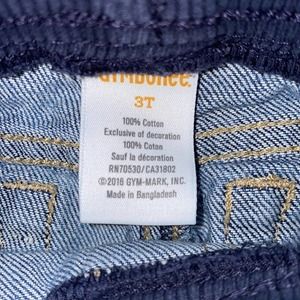 GYMBOREE
3T
100% Cotton
Exclusive of decoration
100% Coton
Sauf la décoration
RN70530/CA31802
©2016 GYM-MARK, INC.
Made in Bangladesh